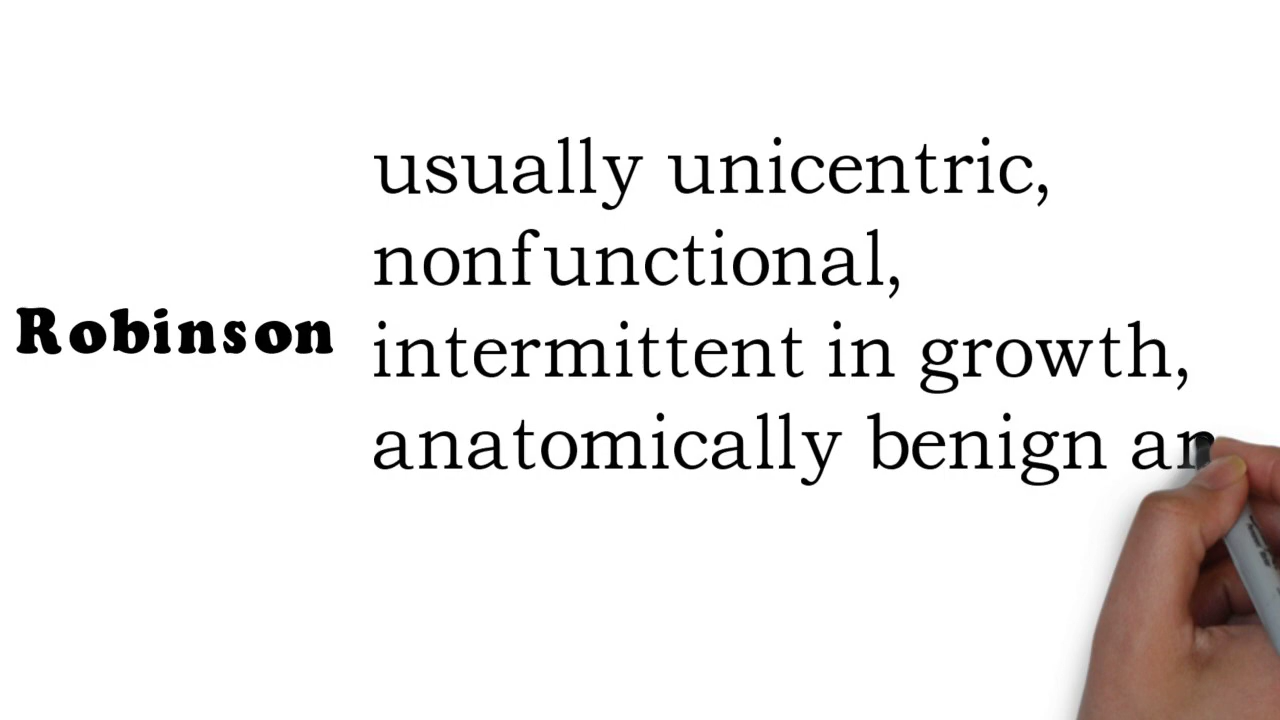 usually unicentric,
nonfunctional,
Robinson
intermittent in growth,
anatomically benign